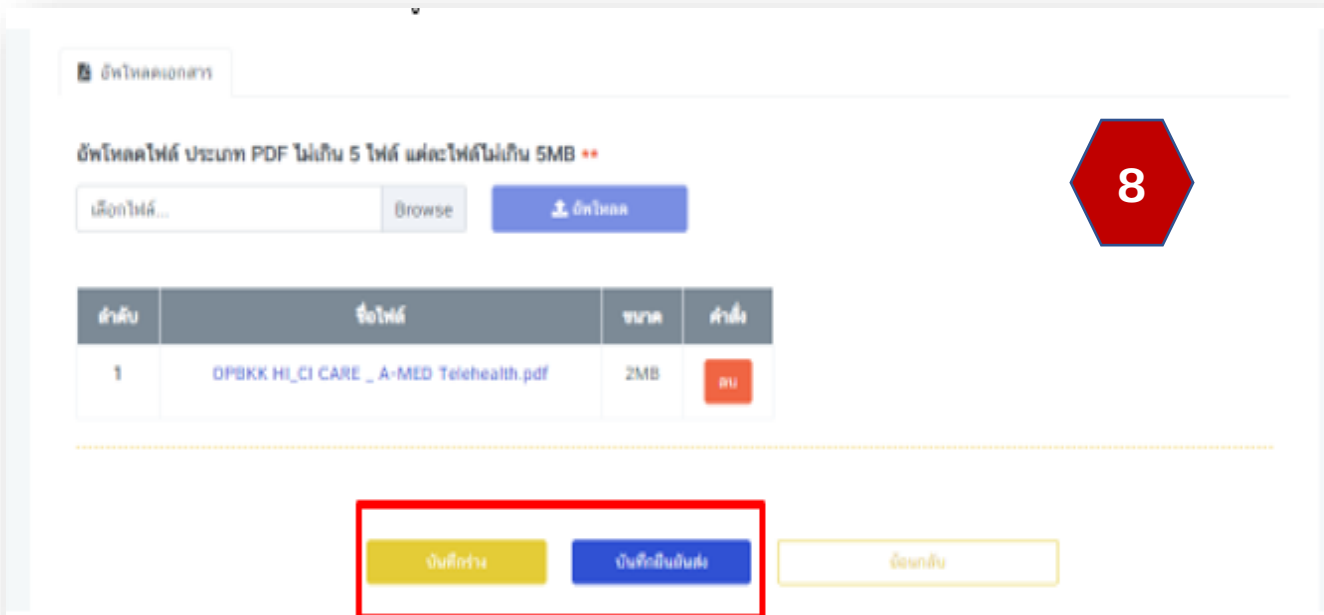 อัพโหลดเอกสาร
อัพโหลดไฟล์ ประเภท PDF ไม่เกิน 5 ไฟล์ แต่ละไฟล์ไม่เกิน 5MB **
8
เลือกไฟล์... Browse อัพโหลด
ลำดับ ชื่อไฟล์ ขนาด คำสั่ง
1 OPBKK HI_CI CARE _ A-MED Telehealth.pdf 2MB ลบ
บันทึกร่าง บันทึกยืนยันส่ง ย้อนกลับ